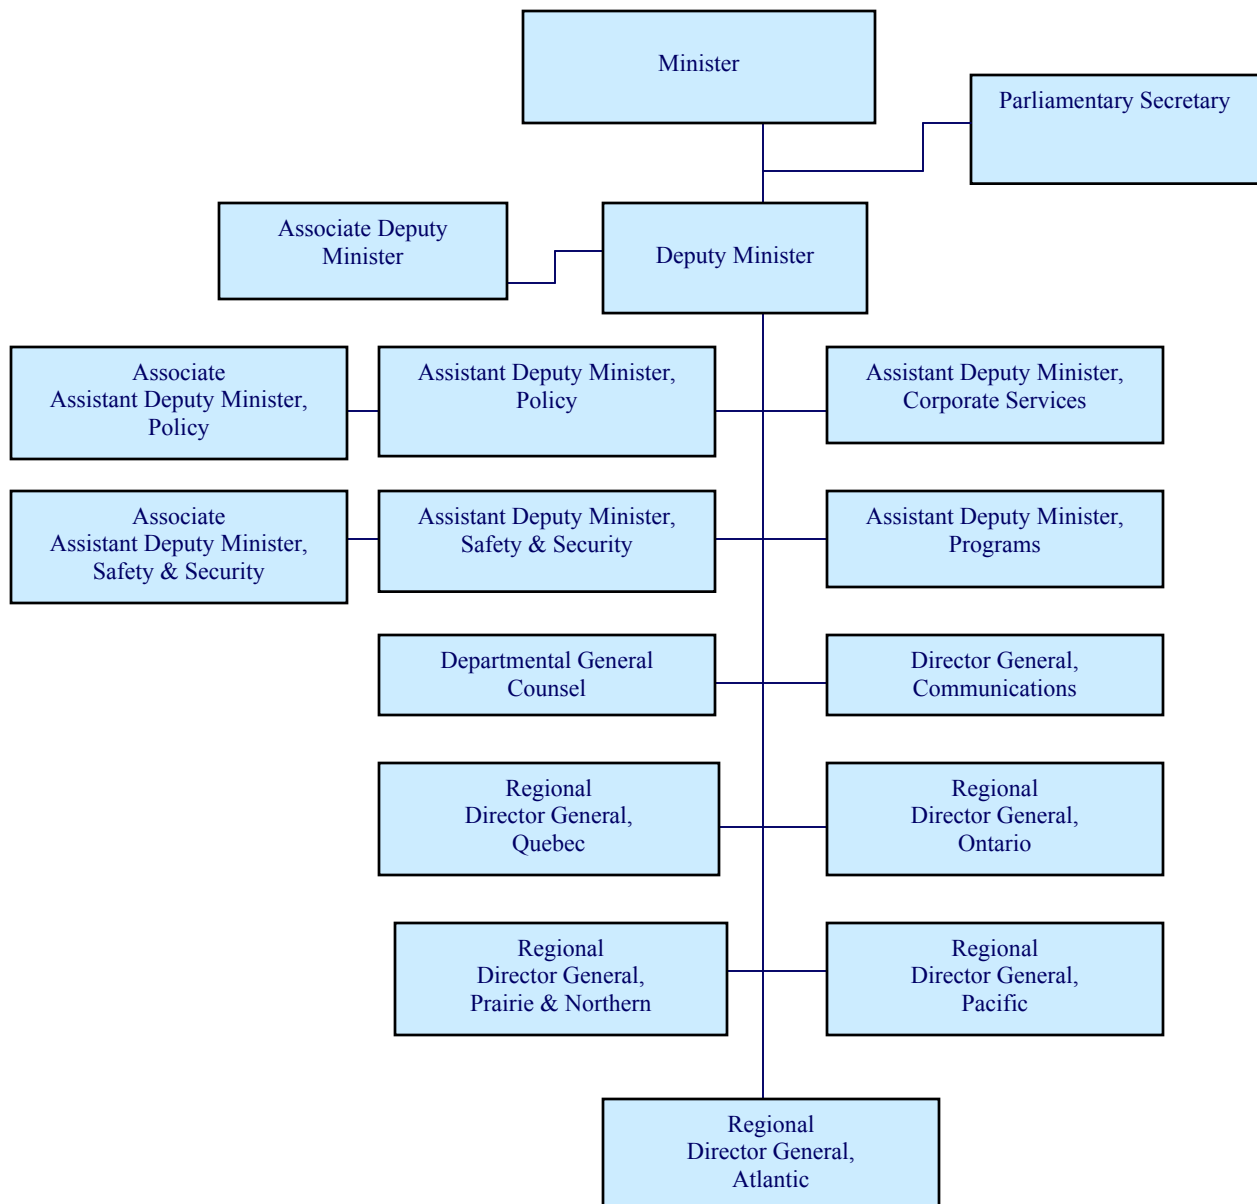 Minister
Parliamentary Secretary
Associate Deputy
Minister
Deputy Minister
Associate
Assistant Deputy Minister,
Policy
Assistant Deputy Minister,
Policy
Assistant Deputy Minister,
Corporate Services
Associate
Assistant Deputy Minister,
Safety & Security
Assistant Deputy Minister,
Safety & Security
Assistant Deputy Minister,
Programs
Departmental General
Counsel
Director General,
Communications
Regional
Director General,
Quebec
Regional
Director General,
Ontario
Regional
Director General,
Prairie & Northern
Regional
Director General,
Pacific
Regional
Director General,
Atlantic